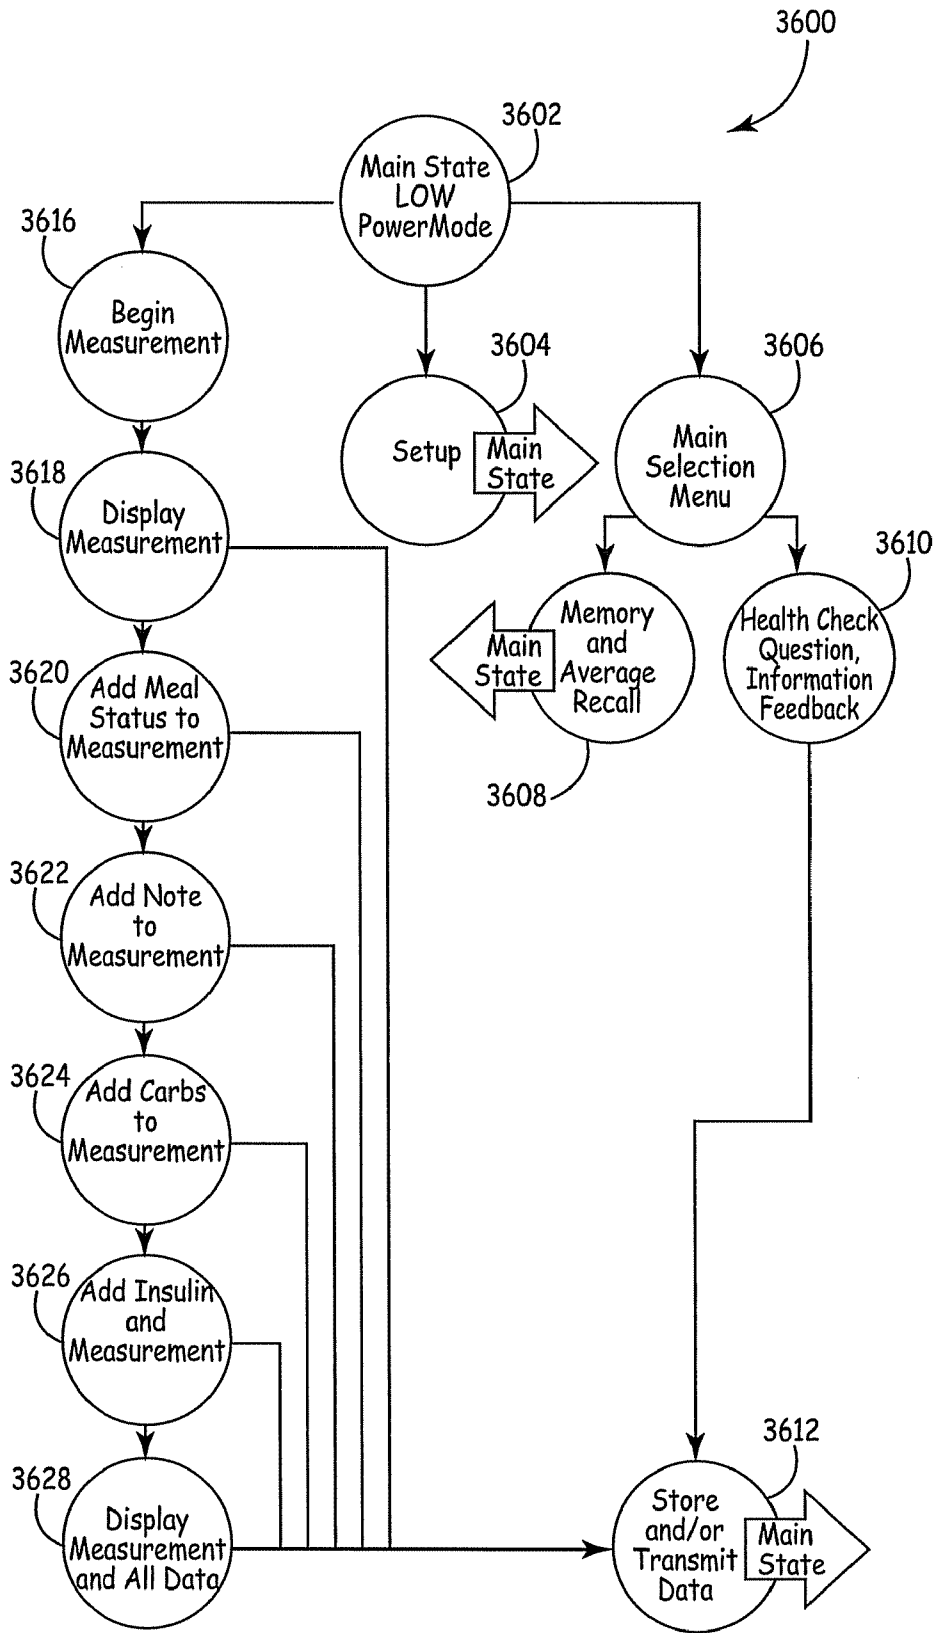 3600
3602
Main State
LOW
PowerMode
3616
Begin
Measurement
3604
Setup
Main
State
3606
Main
Selection
Menu
3618
Display
Measurement
3610
Health Check
Question,
Information
Feedback
Memory
and
Average
Recall
Main
State
3608
3620
Add Meal
Status to
Measurement
3622
Add Note
to
Measurement
3624
Add Carbs
to
Measurement
3626
Add Insulin
and
Measurement
3628
Display
Measurement
and All Data
3612
Store
and/or
Transmit
Data
Main
State